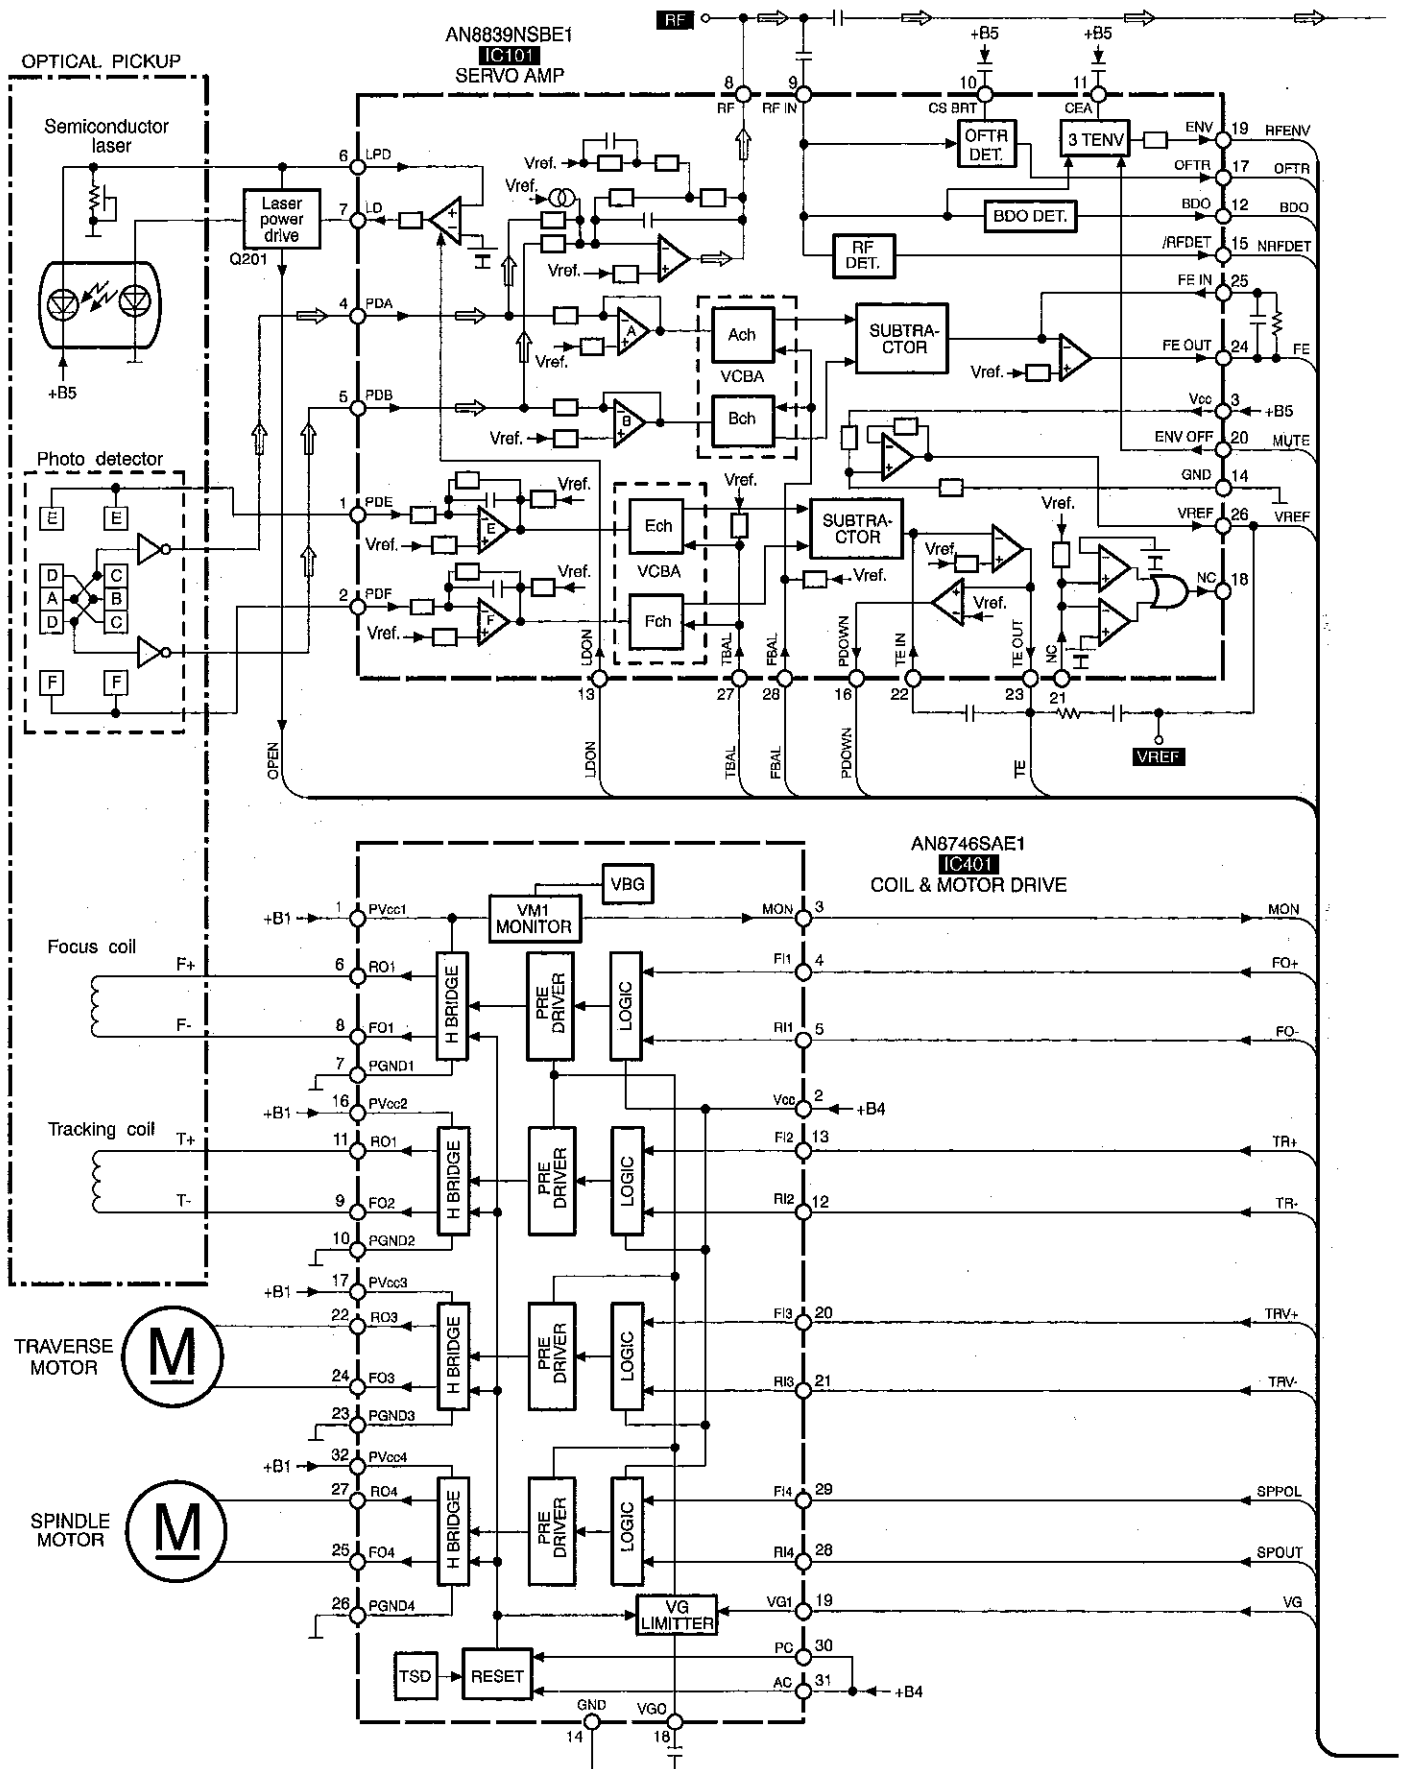 RF
AN8839NSBE1
IC101
SERVO AMP
OPTICAL PICKUP
+B5
+B5
8
9
10
11
RF
RF IN
CS BRT
CEA
Semiconductor
laser
6
LPD
Vref.
OFTR
DET.
3 TENV
ENV
19
RFENV
OFTR
17
OFTR
Laser
power
drive
Q201
7
LD
Vref.
BDO DET.
BDO
12
BDO
RF
DET.
/RFDET
15
NRFDET
Vref.
FE IN
25
4
PDA
A
Vref.
Ach
VCBA
SUBTRA-
CTOR
Vref.
FE OUT
24
FE
+B5
5
PDB
B
Vref.
Bch
Vcc
3
+B5
ENV OFF
20
MUTE
Photo detector
GND
14
E
E
1
PDE
Vref.
E
Vref.
Ech
VCBA
Vref.
SUBTRA-
CTOR
Vref.
VREF
26
VREF
D
C
A
B
D
C
2
PDF
Vref.
F
Vref.
Fch
Vref.
Vref.
Vref.
NC
18
F
F
LDON
TBAL
FBAL
PDOWN
TE IN
TE OUT
NC
13
27
28
16
22
23
21
VREF
OPEN
LDON
TBAL
FBAL
PDOWN
TE
AN8746SAE1
IC401
COIL & MOTOR DRIVE
VBG
+B1
1
PVcc1
VM1
MONITOR
MON
3
MON
Focus coil
F+
6
RO1
H BRIDGE
PRE
DRIVER
LOGIC
FI1
4
FO+
F-
8
FO1
RI1
5
FO-
7
PGND1
+B1
16
PVcc2
Vcc
2
+B4
Tracking coil
T+
11
RO1
H BRIDGE
PRE
DRIVER
LOGIC
FI2
13
TR+
T-
9
FO2
RI2
12
TR-
10
PGND2
+B1
17
PVcc3
TRAVERSE
MOTOR
M
22
RO3
H BRIDGE
PRE
DRIVER
LOGIC
FI3
20
TRV+
24
FO3
RI3
21
TRV-
23
PGND3
+B1
32
PVcc4
SPINDLE
MOTOR
M
27
RO4
H BRIDGE
PRE
DRIVER
LOGIC
FI4
29
SPPOL
25
FO4
RI4
28
SPOUT
26
PGND4
VG
LIMITTER
VG1
19
VG
TSD
RESET
PC
30
AC
31
+B4
GND
VGO
14
18